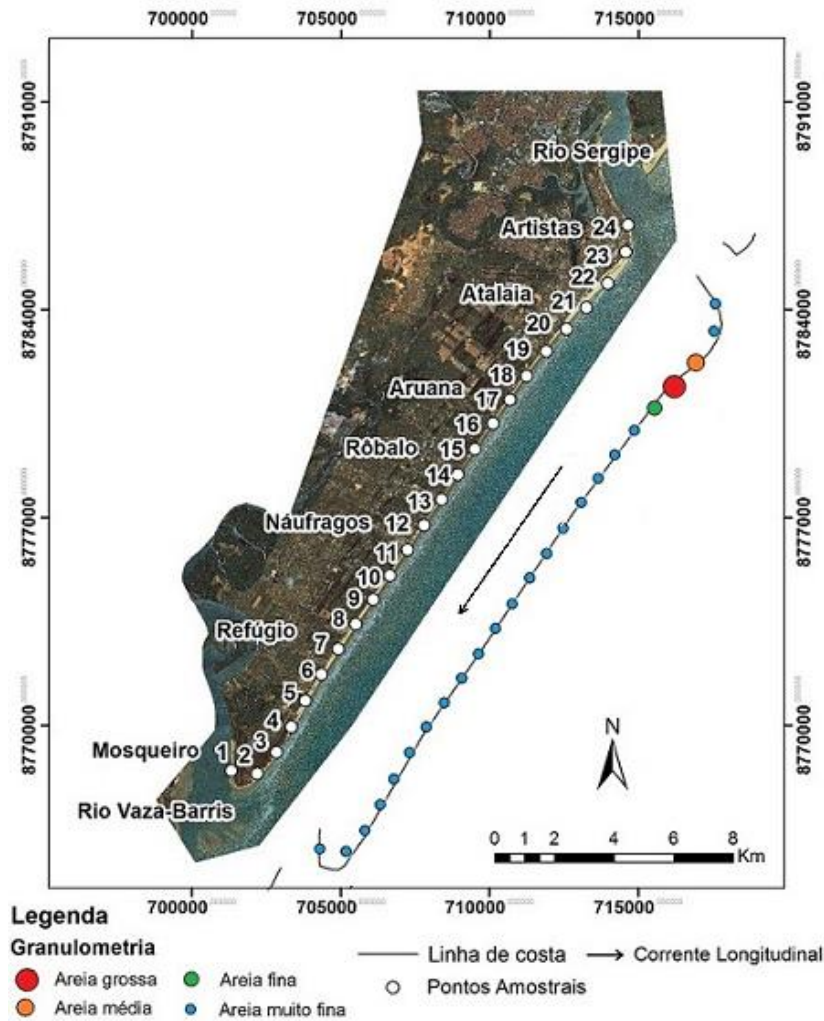 700000 705000 710000 715000
8791000 8791000
Rio Sergipe
Artistas 24
23
22
Atalaia 21
20
8784000 8784000
19
18
Aruana 17
16
Rôbalo 15
14
13
Náufragos 12
8777000 8777000
11
10
9
8
Refúgio 7
6
5
4
8770000 8770000
3
Mosqueiro 1 2
Rio Vaza-Barris
N
0 1 2 4 6 8
Km
700000 705000 710000 715000
Legenda
Granulometria
Areia grossa Areia fina
Areia média Areia muito fina
Linha de costa Corrente Longitudinal
Pontos Amostrais